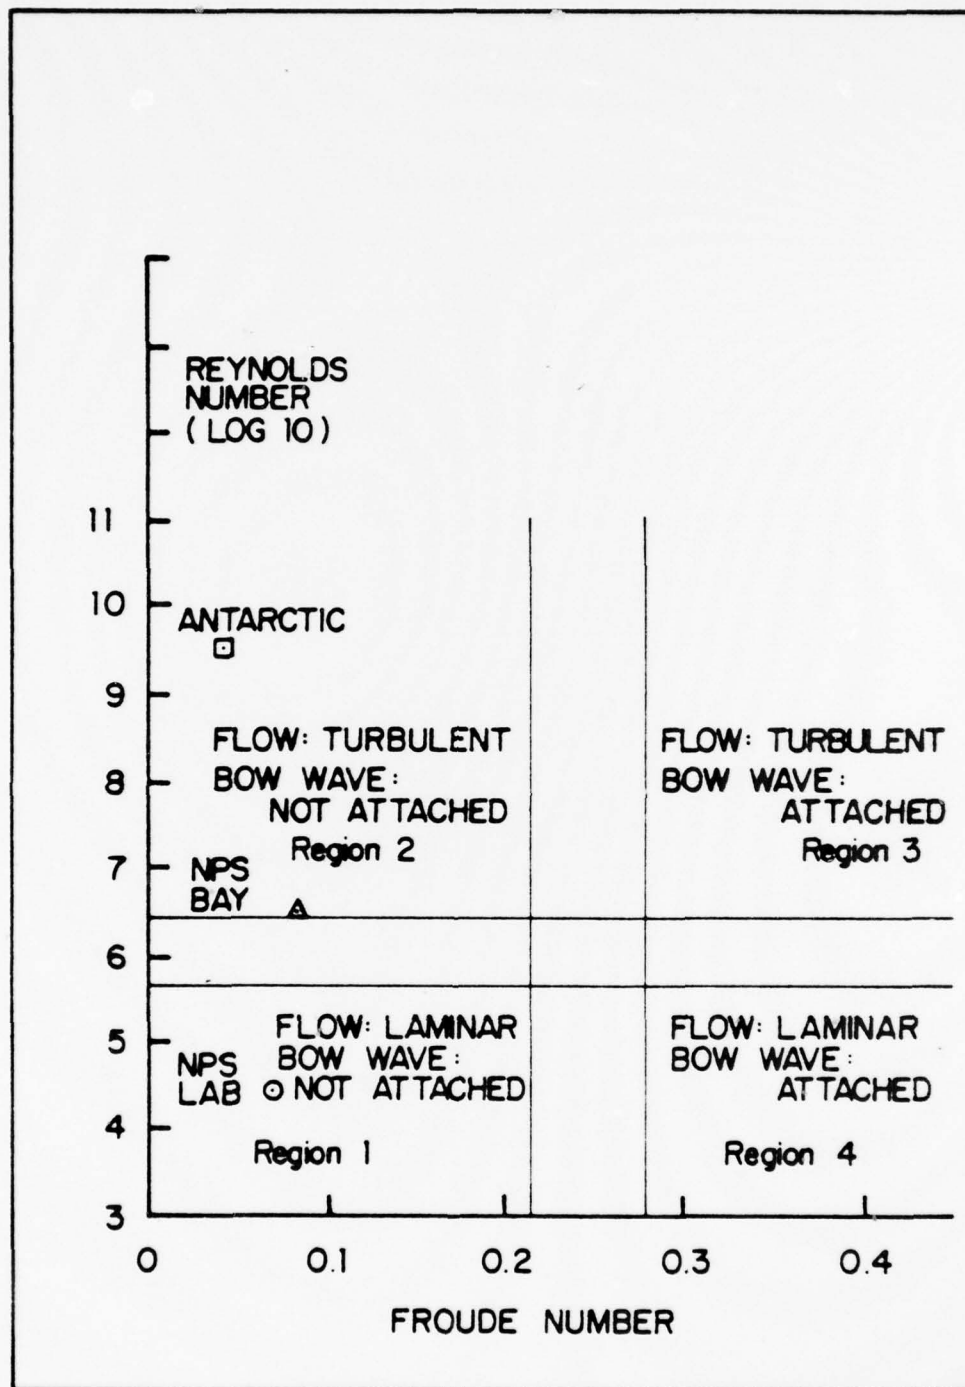 REYNOLDS
NUMBER
(LOG 10)
11
10
ANTARCTIC
9
FLOW: TURBULENT
BOW WAVE:
NOT ATTACHED
Region 2
FLOW: TURBULENT
BOW WAVE:
ATTACHED
Region 3
8
7
NPS
BAY
6
5
FLOW: LAMINAR
BOW WAVE:
NOT ATTACHED
NPS
LAB
Region 1
FLOW: LAMINAR
BOW WAVE:
ATTACHED
Region 4
4
3
0
0.1
0.2
0.3
0.4
FROUDE NUMBER